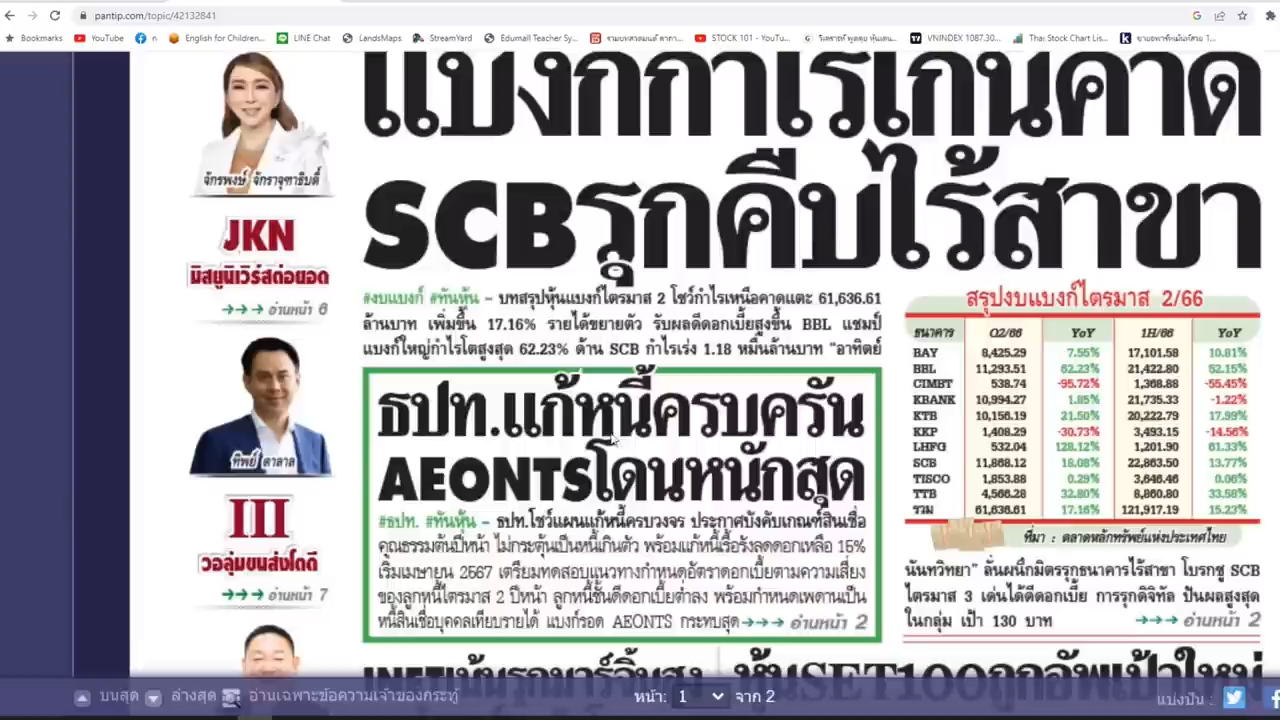 pantip.com/topic/42132841
Bookmarks YouTube n English for Children... LINE Chat LandsMaps StreamYard Edumall Teacher Sy... STOCK 101 - YouTu... VNINDEX 1087.30... Thai Stock Chart Lis...
แบงก์กำไรเกินคาด
SCBรุกคืบไร้สาขา
จักรพงษ์ จักราจุฑาธิบดิ์
JKN
มิสยูนิเวิร์สต่อยอด
อ่านหน้า 6
ทิพย์ ดาลาล
III
วอลุ่มขนส่งโตดี
อ่านหน้า 7
#งบแบงก์ #ทันหุ้น – บทสรุปหุ้นแบงก์ไตรมาส 2 โชว์กำไรเหนือคาดแตะ 61,636.61
ล้านบาท เพิ่มขึ้น 17.16% รายได้ขยายตัว รับผลดีดอกเบี้ยสูงขึ้น BBL แชมป์
แบงก์ใหญ่กำไรโตสูงสุด 62.23% ด้าน SCB กำไรเร่ง 1.18 หมื่นล้านบาท "อาทิตย์
ธปท.แก้หนี้ครบครัน
AEONTSโดนหนักสุด
#ธปท. #ทันหุ้น – ธปท.โชว์แผนแก้หนี้ครบวงจร ประกาศบังคับเกณฑ์สินเชื่อ
คุณธรรมต้นปีหน้า ไม่กระตุ้นเป็นหนี้เกินตัว พร้อมแก้หนี้เรื้อรังลดดอกเหลือ 15%
เริ่มเมษายน 2567 เตรียมทดสอบแนวทางกำหนดอัตราดอกเบี้ยตามความเสี่ยง
ของลูกหนี้ไตรมาส 2 ปีหน้า ลูกหนี้ชั้นดีดอกเบี้ยต่ำลง พร้อมกำหนดเพดานเป็น
หนี้สินเชื่อบุคคลเทียบรายได้ แบงก์รอด AEONTS กระทบสุด อ่านหน้า 2
สรุปงบแบงก์ไตรมาส 2/66
ธนาคาร Q2/66 YoY 1H/66 YoY
BAY 8,425.29 7.55% 17,101.58 10.81%
BBL 11,293.51 62.23% 21,422.80 52.15%
CIMBT 538.74 -95.72% 1,368.88 -55.45%
KBANK 10,994.27 1.85% 21,735.33 -1.22%
KTB 10,156.19 21.50% 20,222.79 17.99%
KKP 1,408.29 -30.73% 3,493.15 -14.56%
LHFG 532.04 128.12% 1,201.90 61.33%
SCB 11,868.12 18.08% 22,863.50 13.77%
TISCO 1,853.88 0.29% 3,646.46 0.06%
TTB 4,566.28 32.80% 8,860.80 33.58%
รวม 61,636.61 17.16% 121,917.19 15.23%
ที่มา : ตลาดหลักทรัพย์แห่งประเทศไทย
นันทวิทยา" ลั่นผนึกมิตรรุกธนาคารไร้สาขา โบรกชู SCB
ไตรมาส 3 เด่นได้ดีดอกเบี้ย การรุกดิจิทัล ปันผลสูงสุด
ในกลุ่ม เป้า 130 บาท อ่านหน้า 2
หุ้นSET100ถูกอัพเป้าใหม่
บนสุด ล่างสุด อ่านเฉพาะข้อความเจ้าของกระทู้ หน้า: 1 จาก 2 แบ่งปัน :